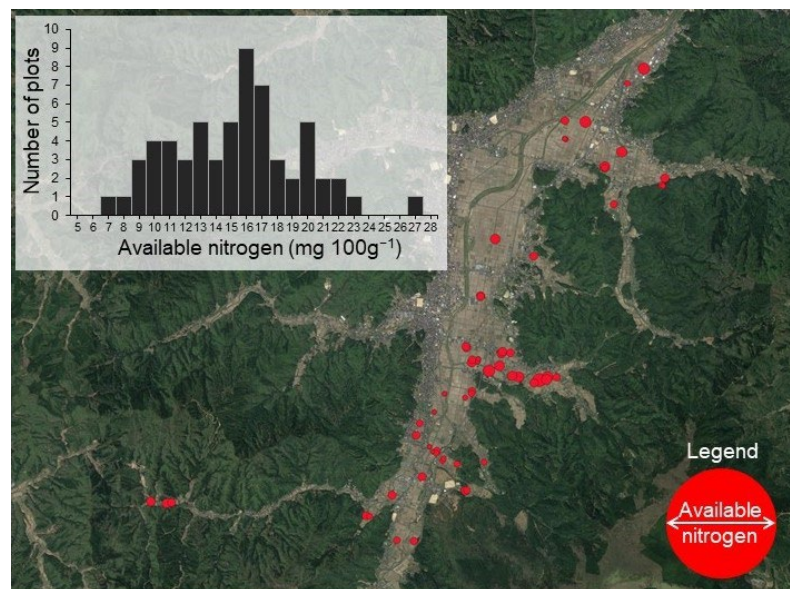 10
9
8
7
6
5
4
3
2
1
0
Number of plots
5 6 7 8 9 10 11 12 13 14 15 16 17 18 19 20 21 22 23 24 25 26 27 28
Available nitrogen (mg 100g⁻¹)
Legend
Available
nitrogen